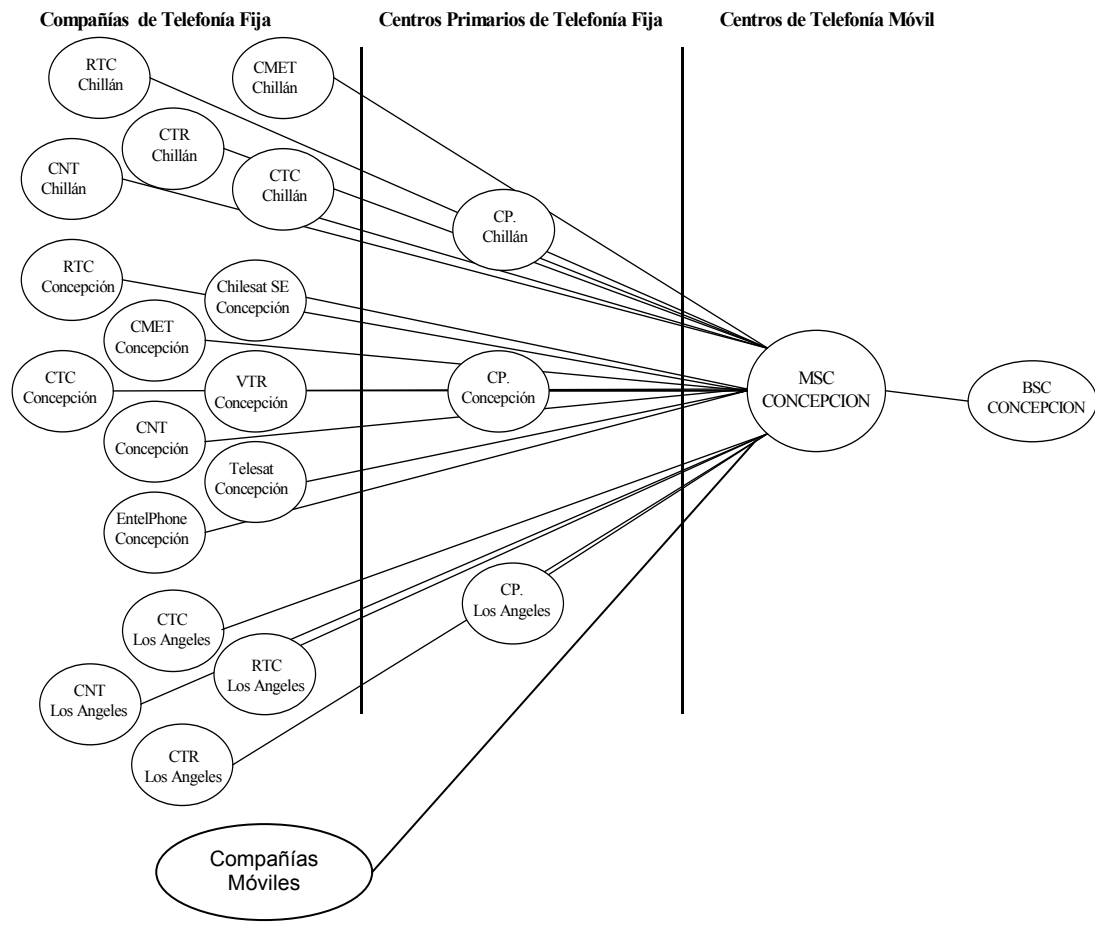 Compañías de Telefonía Fija
Centros Primarios de Telefonía Fija
Centros de Telefonía Móvil
RTC
Chillán
CMET
Chillán
CTR
Chillán
CNT
Chillán
CTC
Chillán
CP.
Chillán
RTC
Concepción
Chilesat SE
Concepción
CMET
Concepción
CTC
Concepción
VTR
Concepción
CP.
Concepción
MSC
CONCEPCION
BSC
CONCEPCION
CNT
Concepción
Telesat
Concepción
EntelPhone
Concepción
CP.
Los Angeles
CTC
Los Angeles
RTC
Los Angeles
CNT
Los Angeles
CTR
Los Angeles
Compañías
Móviles